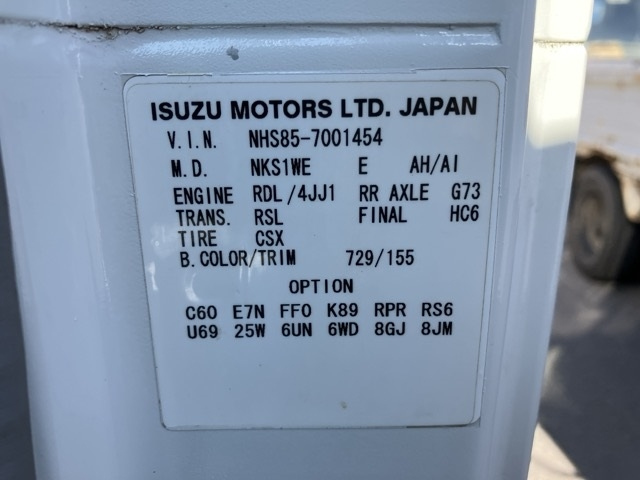 ISUZU MOTORS LTD. JAPAN
V.I.N. NHS85-7001454
M.D. NKS1WE E AH/AI
ENGINE RDL/4JJ1 RR AXLE G73
TRANS. RSL FINAL HC6
TIRE CSX
B.COLOR/TRIM 729/155
OPTION
C60 E7N FF0 K89 RPR RS6
U69 25W 6UN 6WD 8GJ 8JM